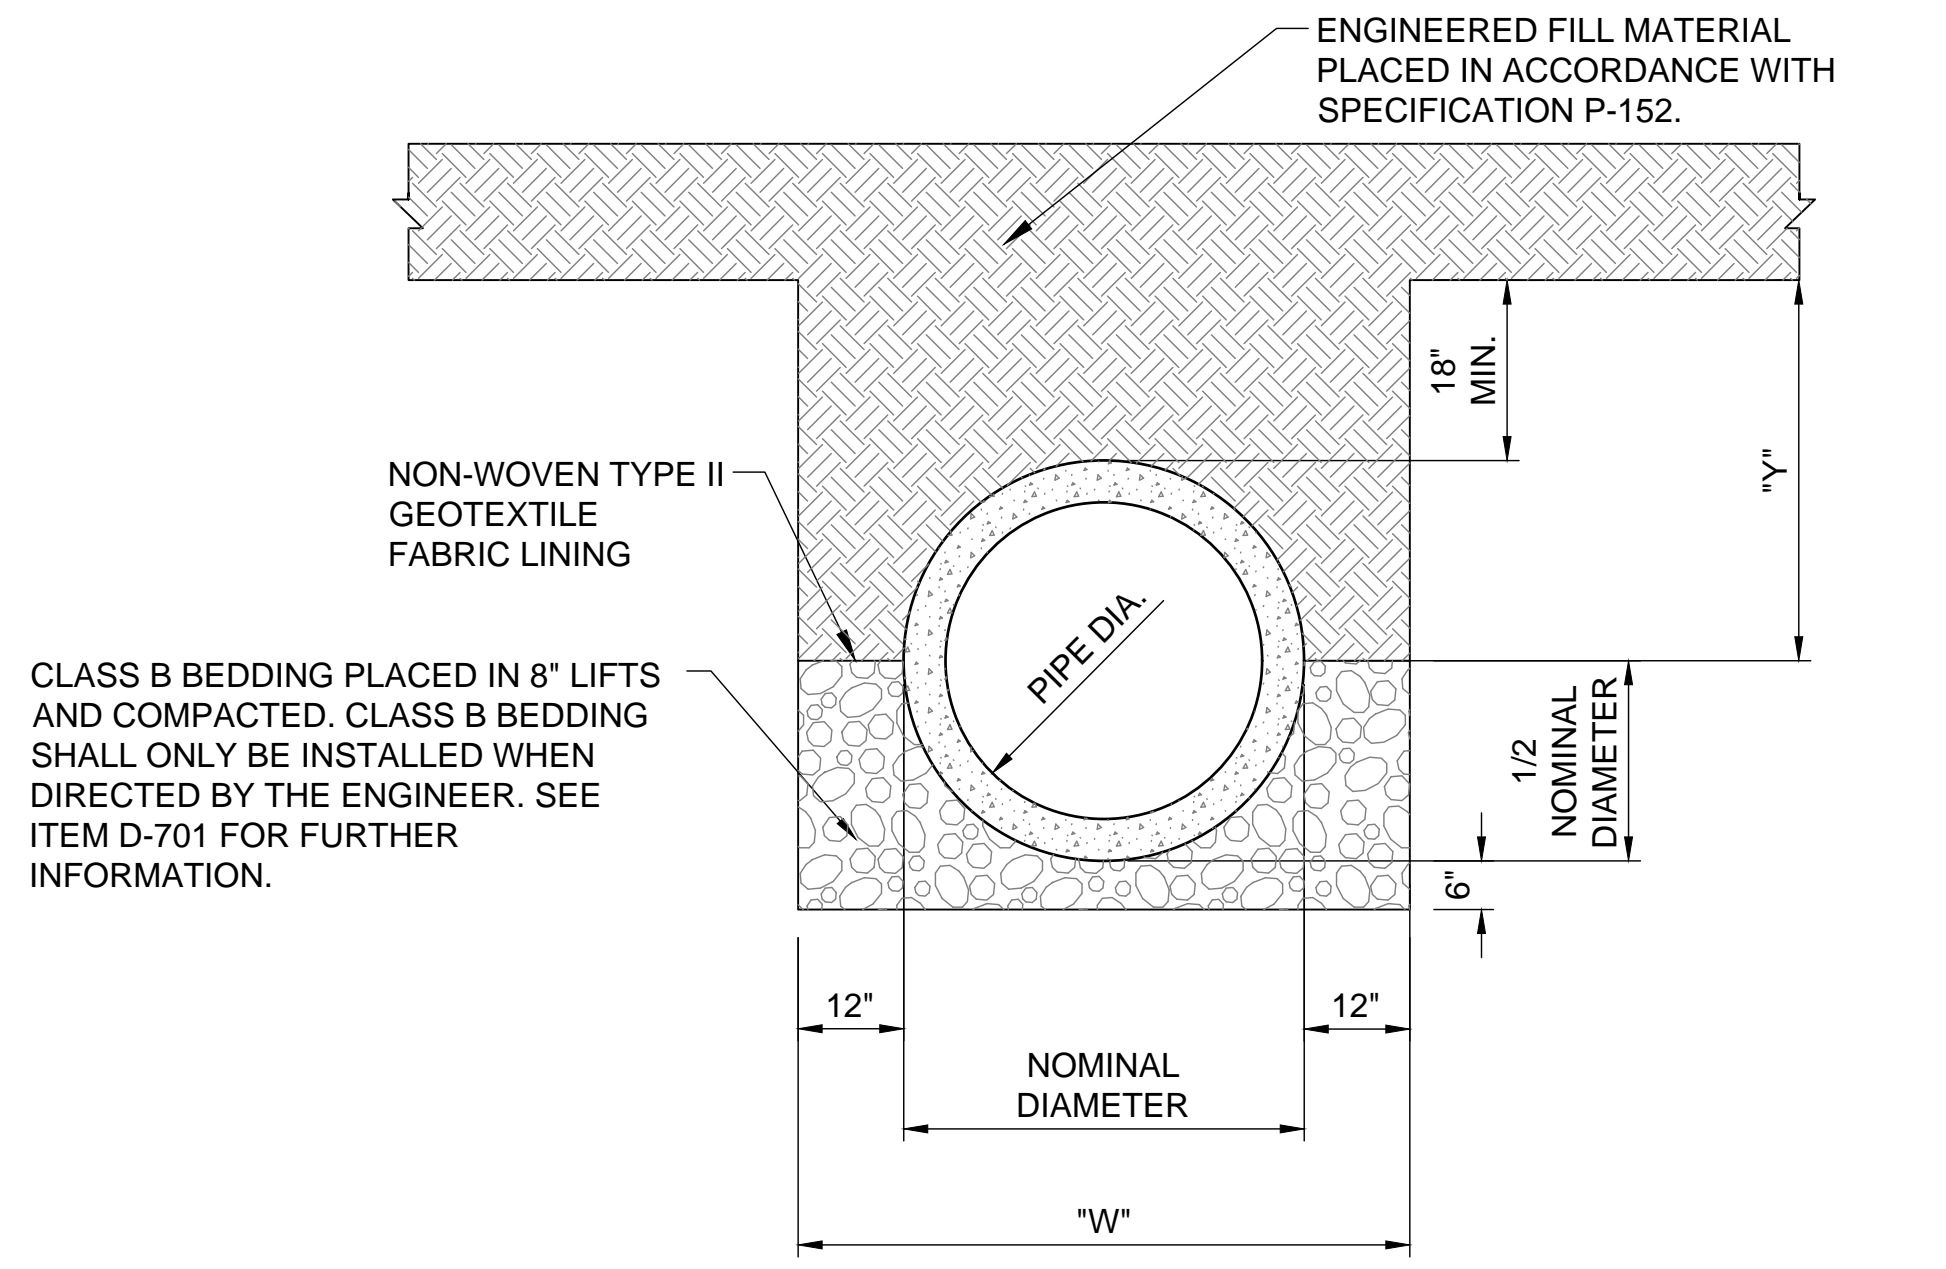 ENGINEERED FILL MATERIAL
PLACED IN ACCORDANCE WITH
SPECIFICATION P-152.
18"
MIN.
"Y"
NON-WOVEN TYPE II
GEOTEXTILE
FABRIC LINING
PIPE DIA.
CLASS B BEDDING PLACED IN 8" LIFTS
AND COMPACTED. CLASS B BEDDING
SHALL ONLY BE INSTALLED WHEN
DIRECTED BY THE ENGINEER. SEE
ITEM D-701 FOR FURTHER
INFORMATION.
1/2
NOMINAL
DIAMETER
6"
12"
12"
NOMINAL
DIAMETER
"W"